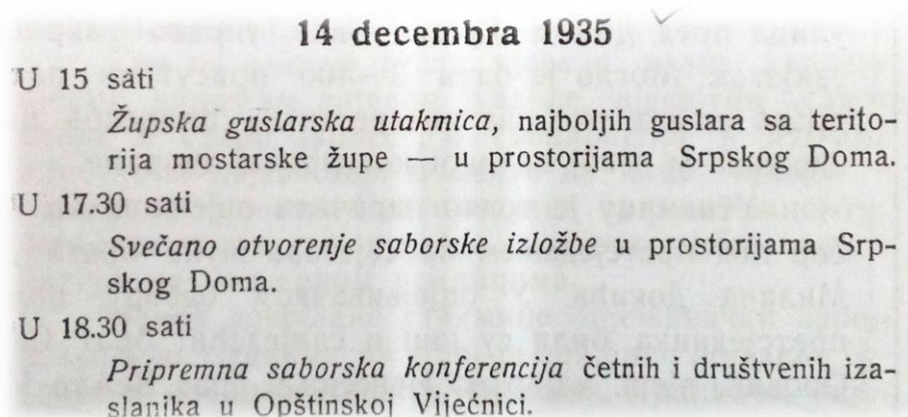 14 decembra 1935
U 15 sati
Župska guslarska utakmica, najboljih guslara sa terito-
rija mostarske župe — u prostorijama Srpskog Doma.
U 17.30 sati
Svečano otvorenje saborske izložbe u prostorijama Srp-
skog Doma.
U 18.30 sati
Pripremna saborska konferencija četnih i društvenih iza-
slanika u Opštinskoj Vijećnici.